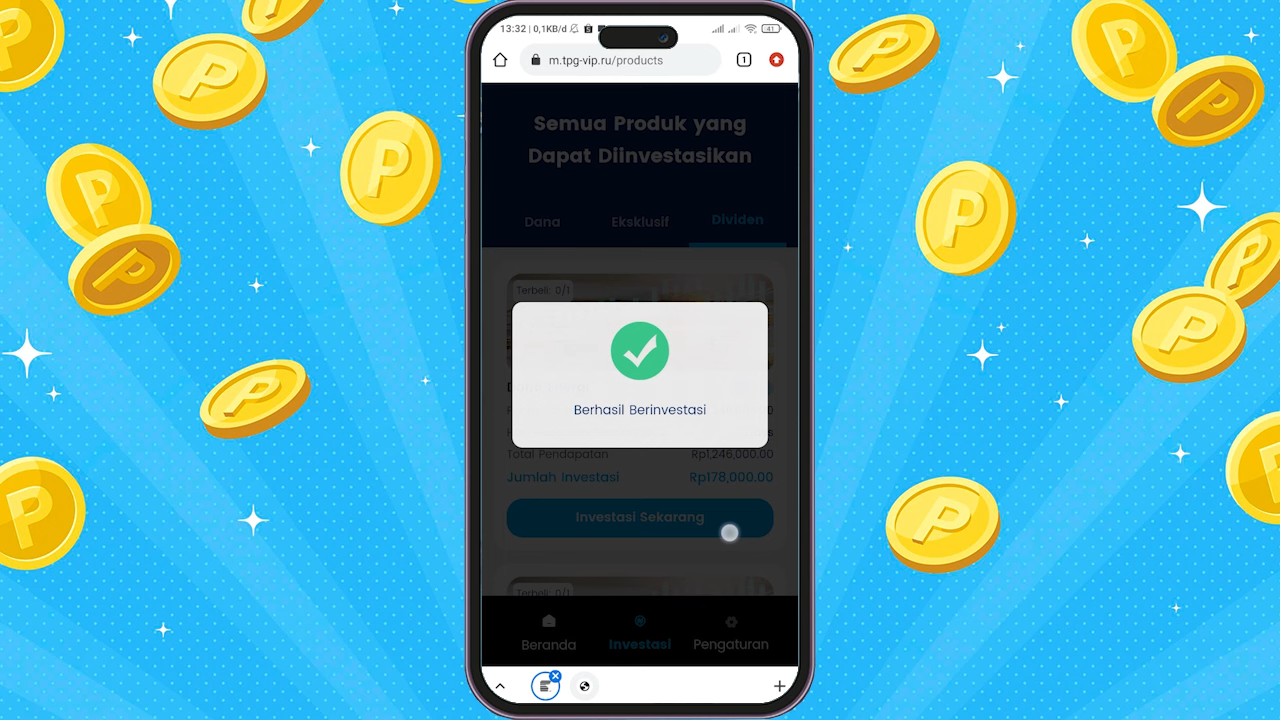 13:32 | 0,1KB/d
41
m.tpg-vip.ru/products
1
Semua Produk yang
Dapat Diinvestasikan
Dana Eksklusif Dividen
Terbeli: 0/1
Berhasil Berinvestasi
Total Pendapatan Rp1,246,000.00
Jumlah Investasi Rp178,000.00
Investasi Sekarang
Terbeli: 0/1
Beranda Investasi Pengaturan